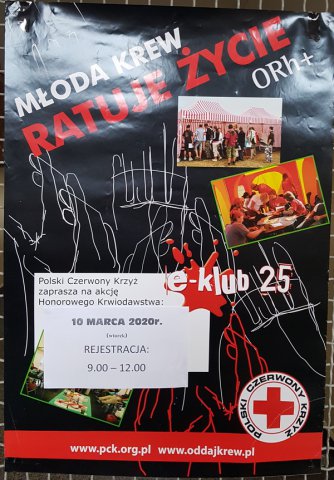 MŁODA KREW
RATUJE ŻYCIE
ORh+
e-klub 25
Polski Czerwony Krzyż
zaprasza na akcję
Honorowego Krwiodawstwa:
10 MARCA 2020r.
(wtorek)
REJESTRACJA:
9.00 – 12.00
POLSKI CZERWONY KRZYŻ
www.pck.org.pl www.oddajkrew.pl